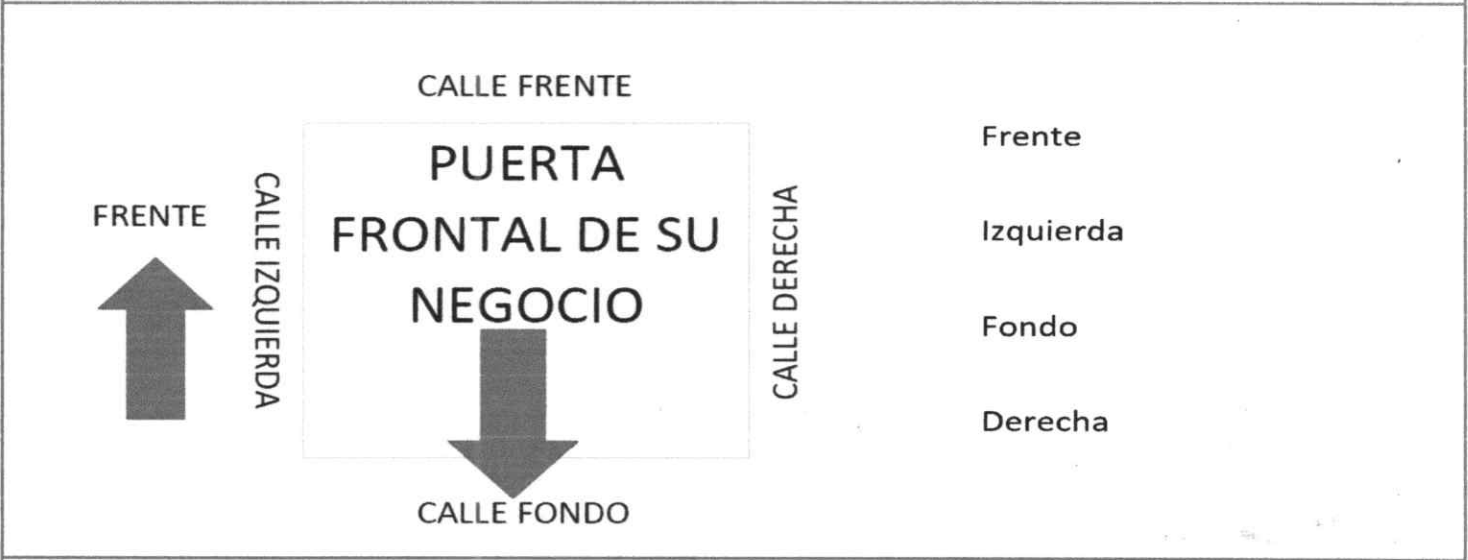 CALLE FRENTE
FRENTE
CALLE IZQUIERDA
PUERTA
FRONTAL DE SU
NEGOCIO
CALLE DERECHA
CALLE FONDO
Frente
Izquierda
Fondo
Derecha